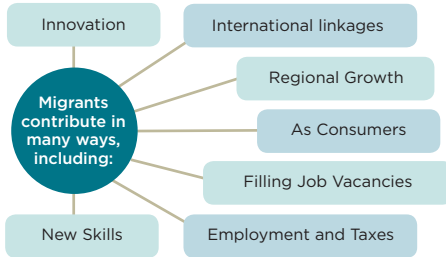 Innovation
International linkages
Regional Growth
Migrants
contribute in
many ways,
including:
As Consumers
Filling Job Vacancies
New Skills
Employment and Taxes